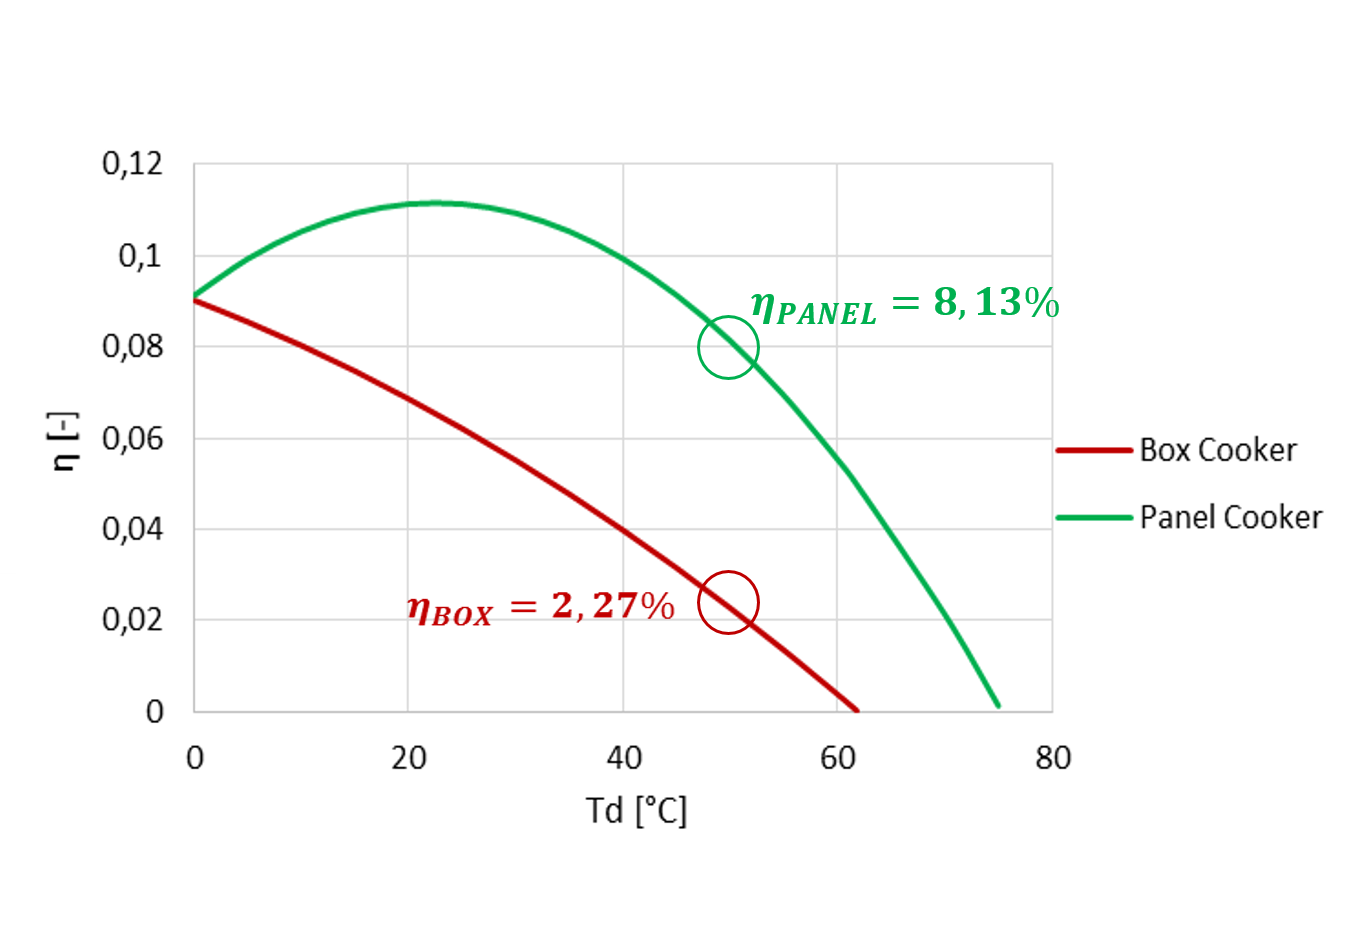 0,12
0,1
0,08
0,06
0,04
0,02
0
η [-]
η_PANEL = 8,13%
η_BOX = 2,27%
Box Cooker
Panel Cooker
0 20 40 60 80
Td [°C]